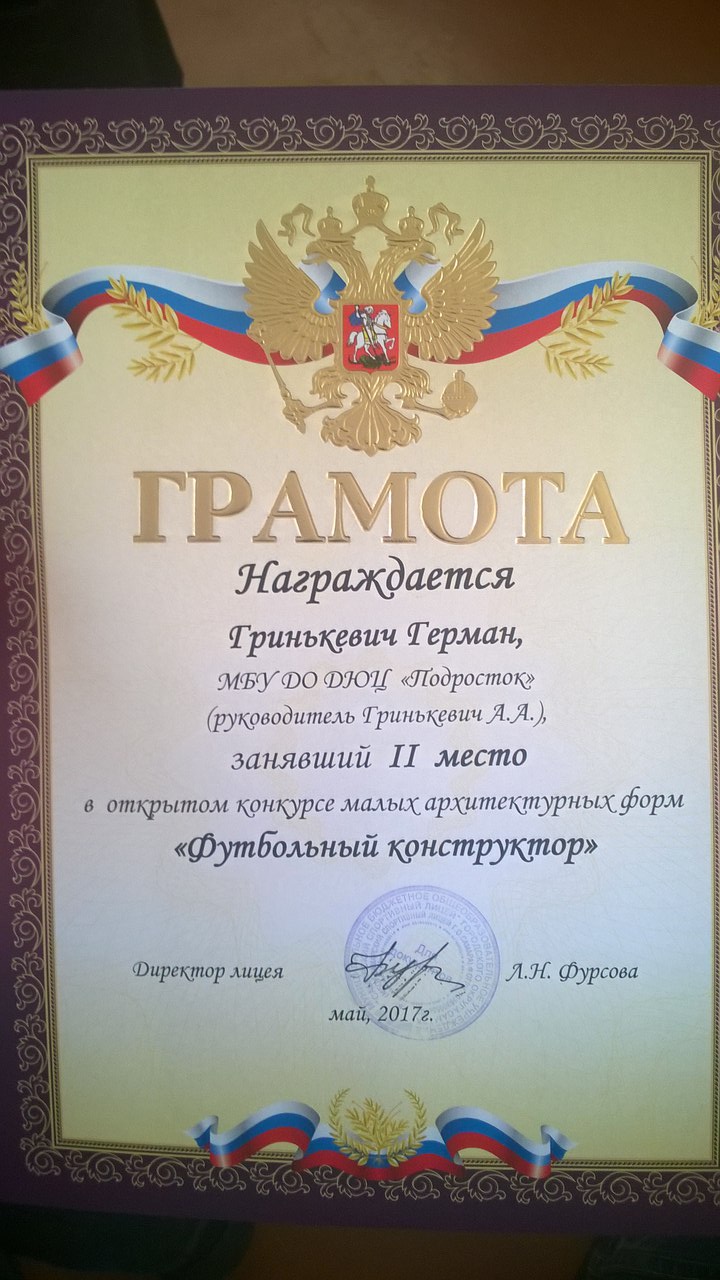 ГРАМОТА
Награждается
Гринькевич Герман,
МБУ ДО ДЮЦ «Подросток»
(руководитель Гринькевич А.А.),
занявший II место
в открытом конкурсе малых архитектурных форм
«Футбольный конструктор»
Директор лицея Л.Н. Фурсова
май, 2017г.